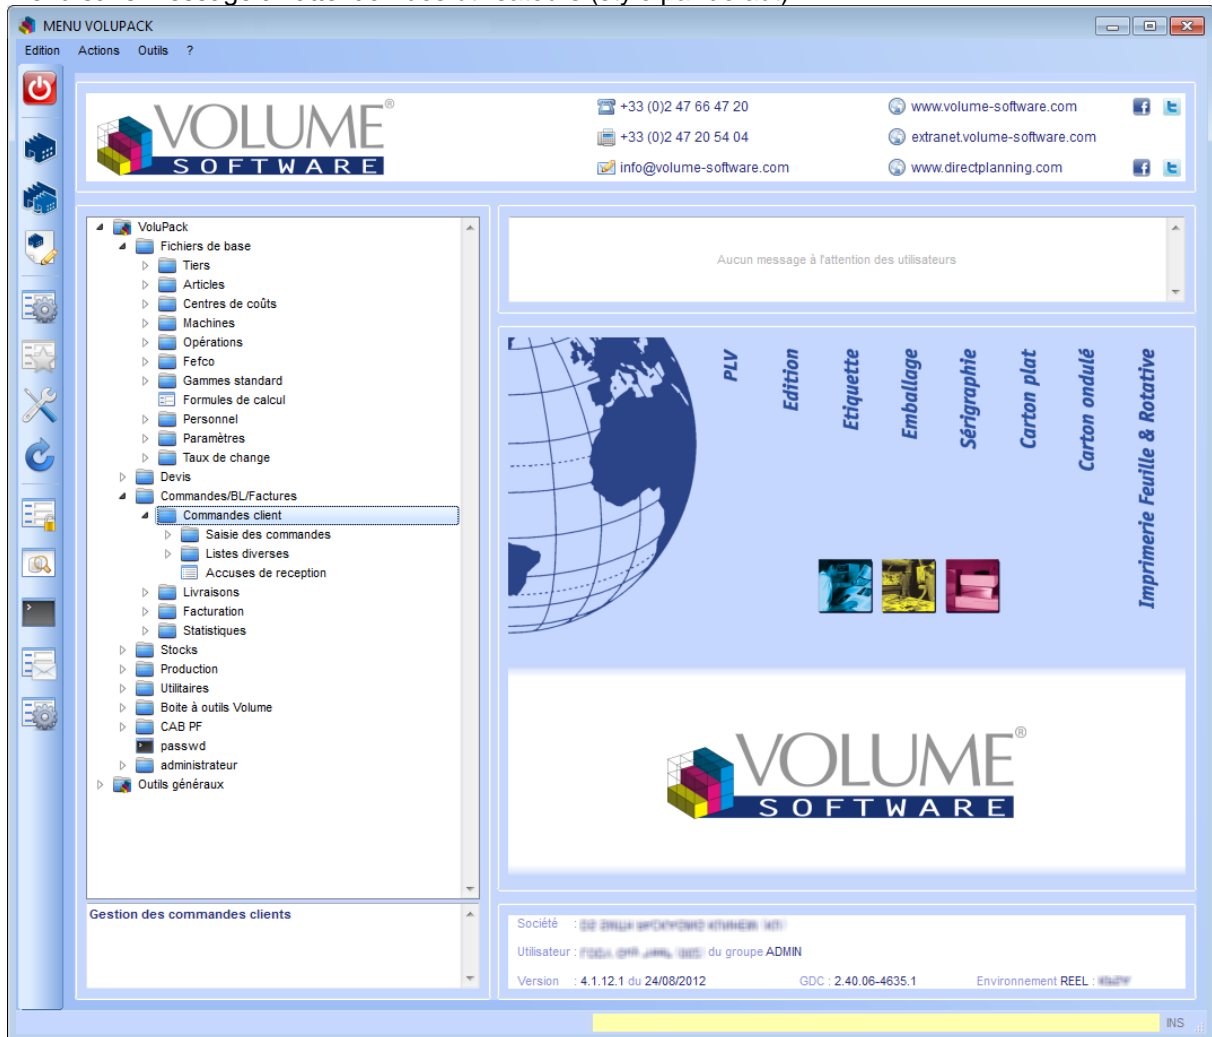 MENU VOLUPACK
Edition Actions Outils ?
VOLUME®
SOFTWARE
+33 (0)2 47 66 47 20
www.volume-software.com
+33 (0)2 47 20 54 04
extranet.volume-software.com
info@volume-software.com
www.directplanning.com
VoluPack
Fichiers de base
Tiers
Articles
Centres de coûts
Machines
Opérations
Fefco
Gammes standard
Formules de calcul
Personnel
Paramètres
Taux de change
Devis
Commandes/BL/Factures
Commandes client
Saisie des commandes
Listes diverses
Accuses de reception
Livraisons
Facturation
Statistiques
Stocks
Production
Utilitaires
Boite à outils Volume
CAB PF
passwd
administrateur
Outils généraux
Gestion des commandes clients
Aucun message à l'attention des utilisateurs
PLV
Edition
Etiquette
Emballage
Sérigraphie
Carton plat
Carton ondulé
Imprimerie Feuille & Rotative
VOLUME®
SOFTWARE
Société :
Utilisateur : du groupe ADMIN
Version : 4.1.12.1 du 24/08/2012 GDC : 2.40.06-4635.1 Environnement REEL :
INS